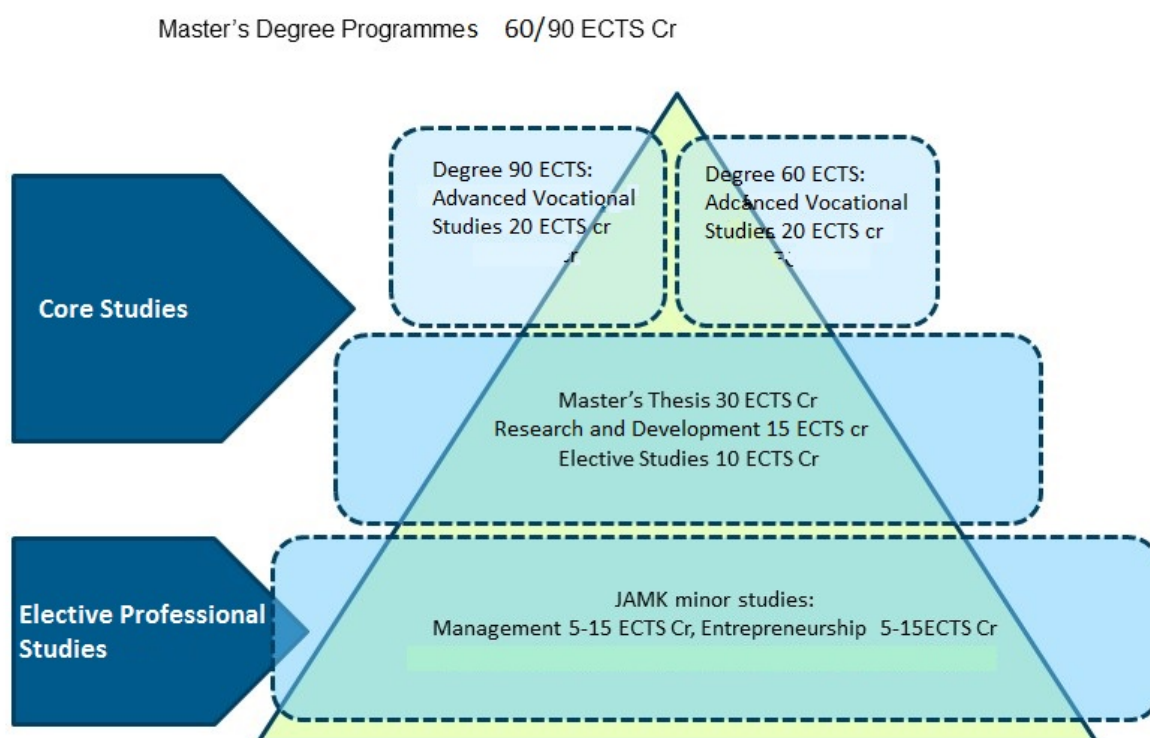 Master's Degree Programmes 60/90 ECTS Cr
Degree 90 ECTS:
Advanced Vocational
Studies 20 ECTS cr
Degree 60 ECTS:
Adcanced Vocational
Studies 20 ECTS cr
Core Studies
Master's Thesis 30 ECTS Cr
Research and Development 15 ECTS cr
Elective Studies 10 ECTS Cr
Elective Professional
Studies
JAMK minor studies:
Management 5-15 ECTS Cr, Entrepreneurship 5-15ECTS Cr